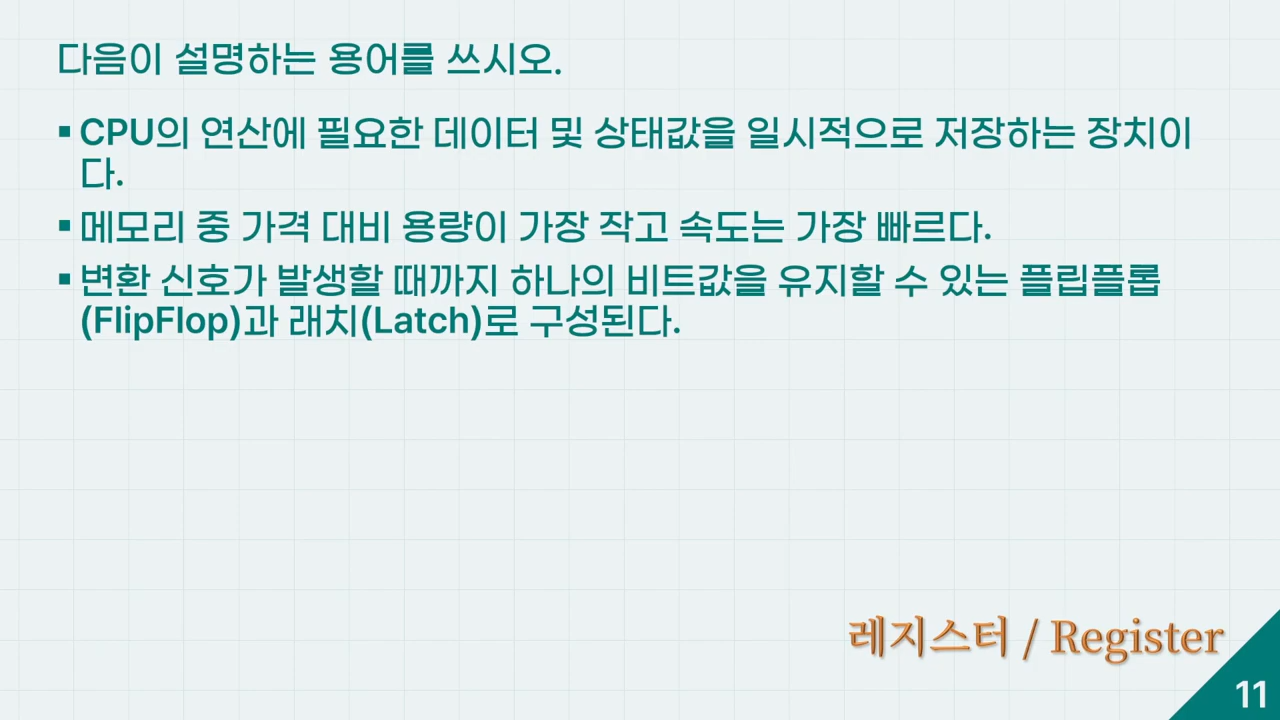 다음이 설명하는 용어를 쓰시오.
▪ CPU의 연산에 필요한 데이터 및 상태값을 일시적으로 저장하는 장치이
다.
▪ 메모리 중 가격 대비 용량이 가장 작고 속도는 가장 빠르다.
▪ 변환 신호가 발생할 때까지 하나의 비트값을 유지할 수 있는 플립플롭
(FlipFlop)과 래치(Latch)로 구성된다.
레지스터 / Register
11